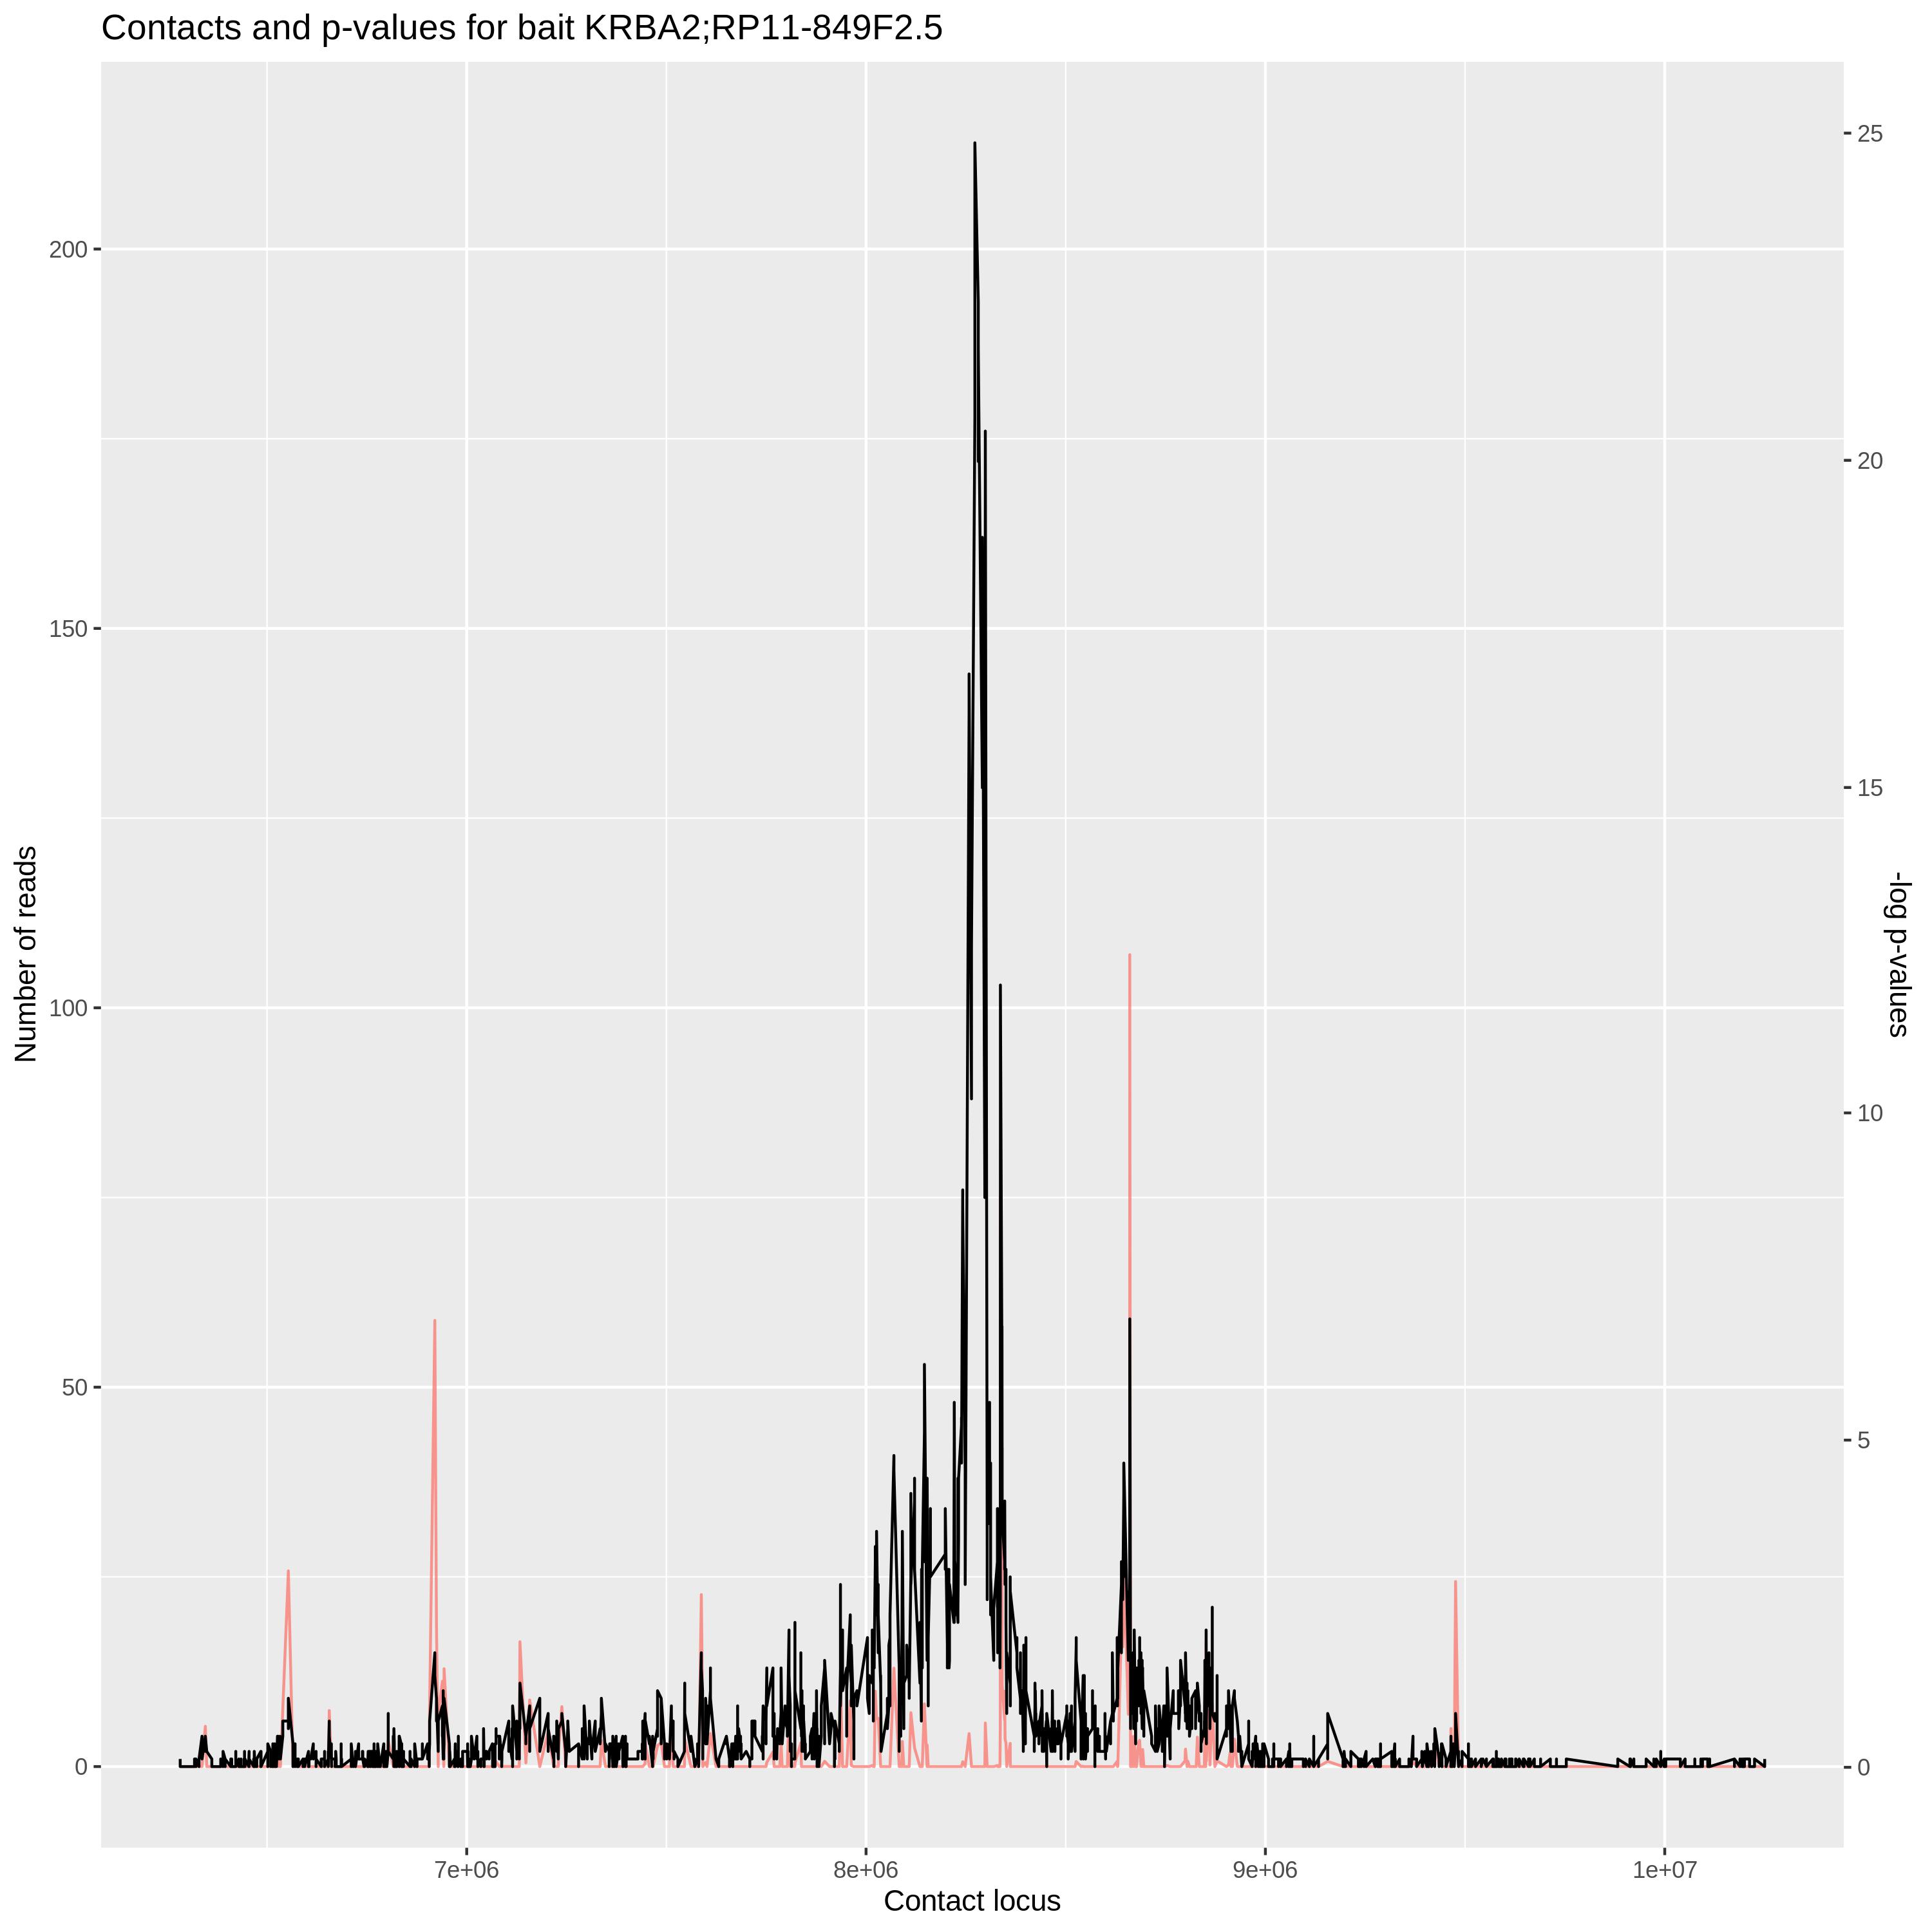 Contacts and p-values for bait KRBA2;RP11-849F2.5
Number of reads
200
150
100
50
0
25
20
15
10
5
0
-log p-values
7e+06
8e+06
9e+06
1e+07
Contact locus